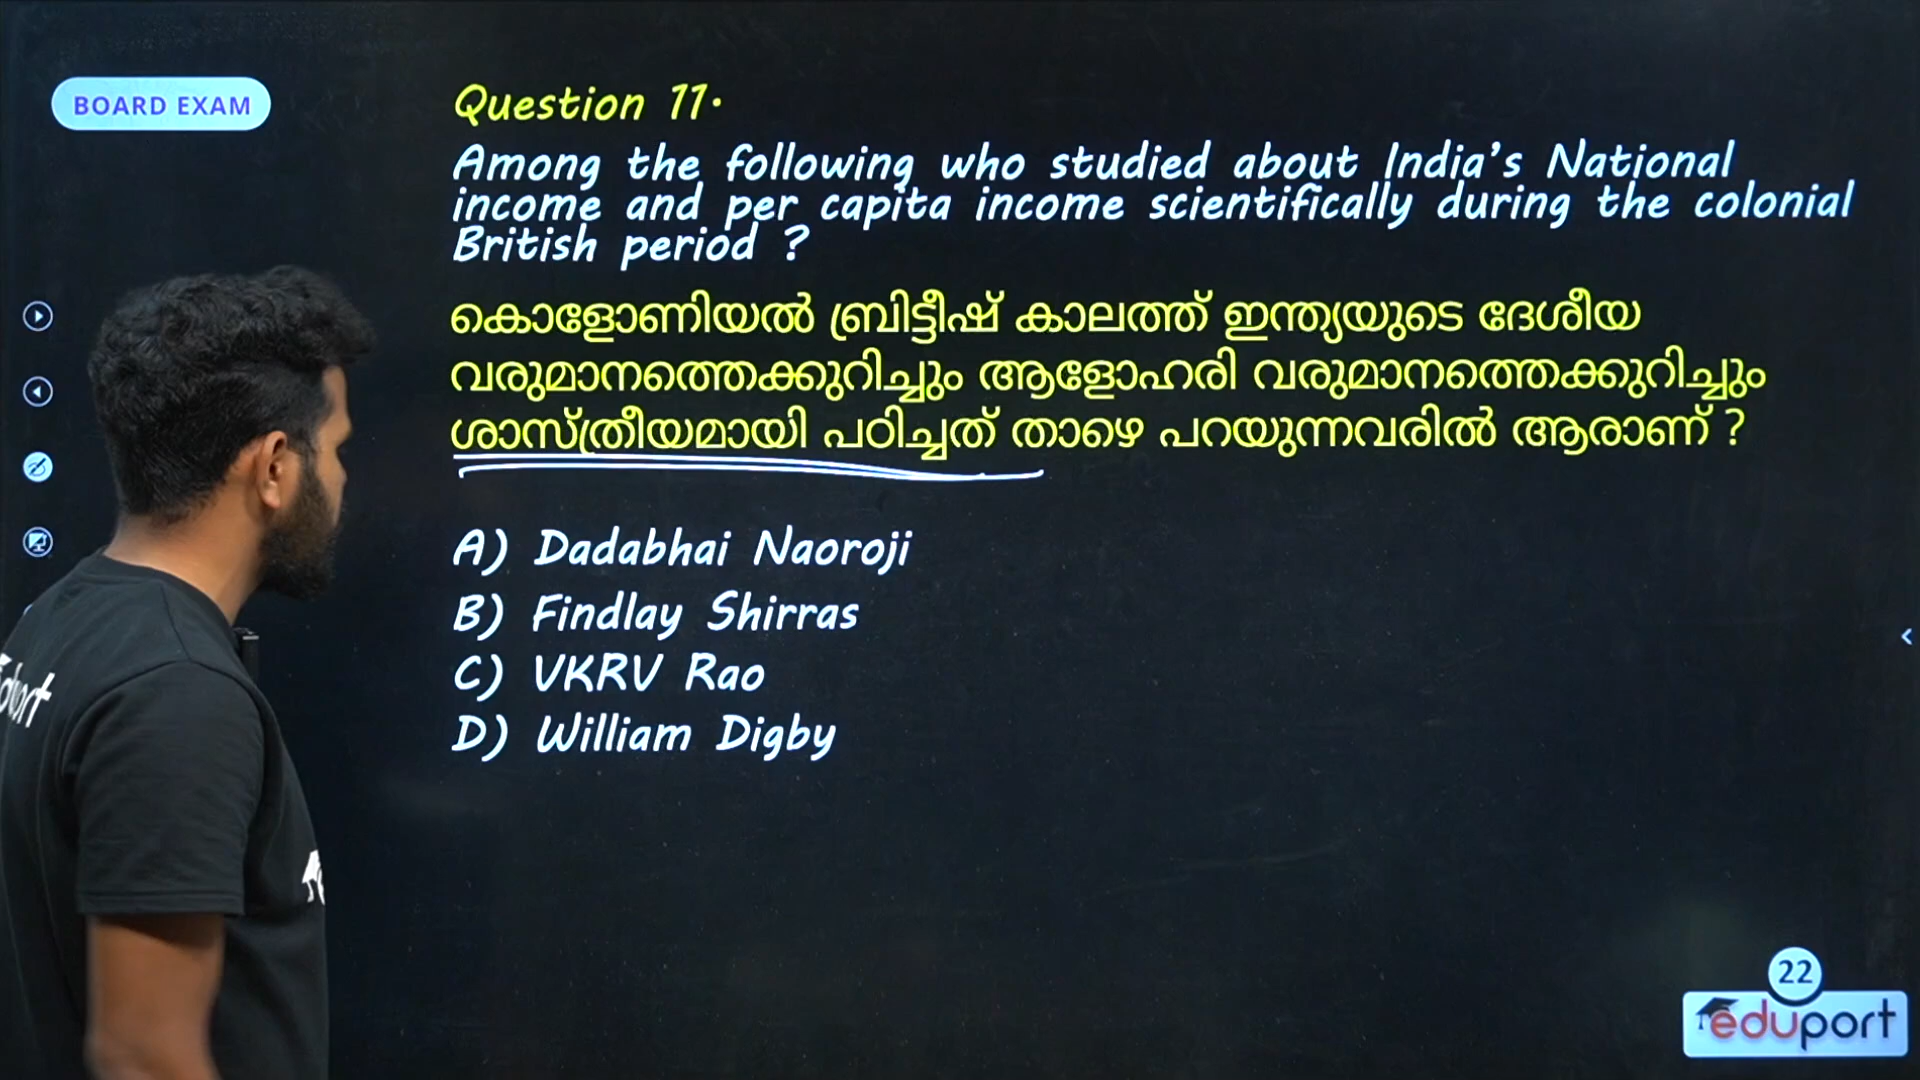 BOARD EXAM
Question 11.
Among the following who studied about India's National
income and per capita income scientifically during the colonial
British period ?
കൊളോണിയൽ ബ്രിട്ടീഷ് കാലത്ത് ഇന്ത്യയുടെ ദേശീയ
വരുമാനത്തെക്കുറിച്ചും ആളോഹരി വരുമാനത്തെക്കുറിച്ചും
ശാസ്ത്രീയമായി പഠിച്ചത് താഴെ പറയുന്നവരിൽ ആരാണ് ?
A) Dadabhai Naoroji
B) Findlay Shirras
C) VKRV Rao
D) William Digby
22
eduport